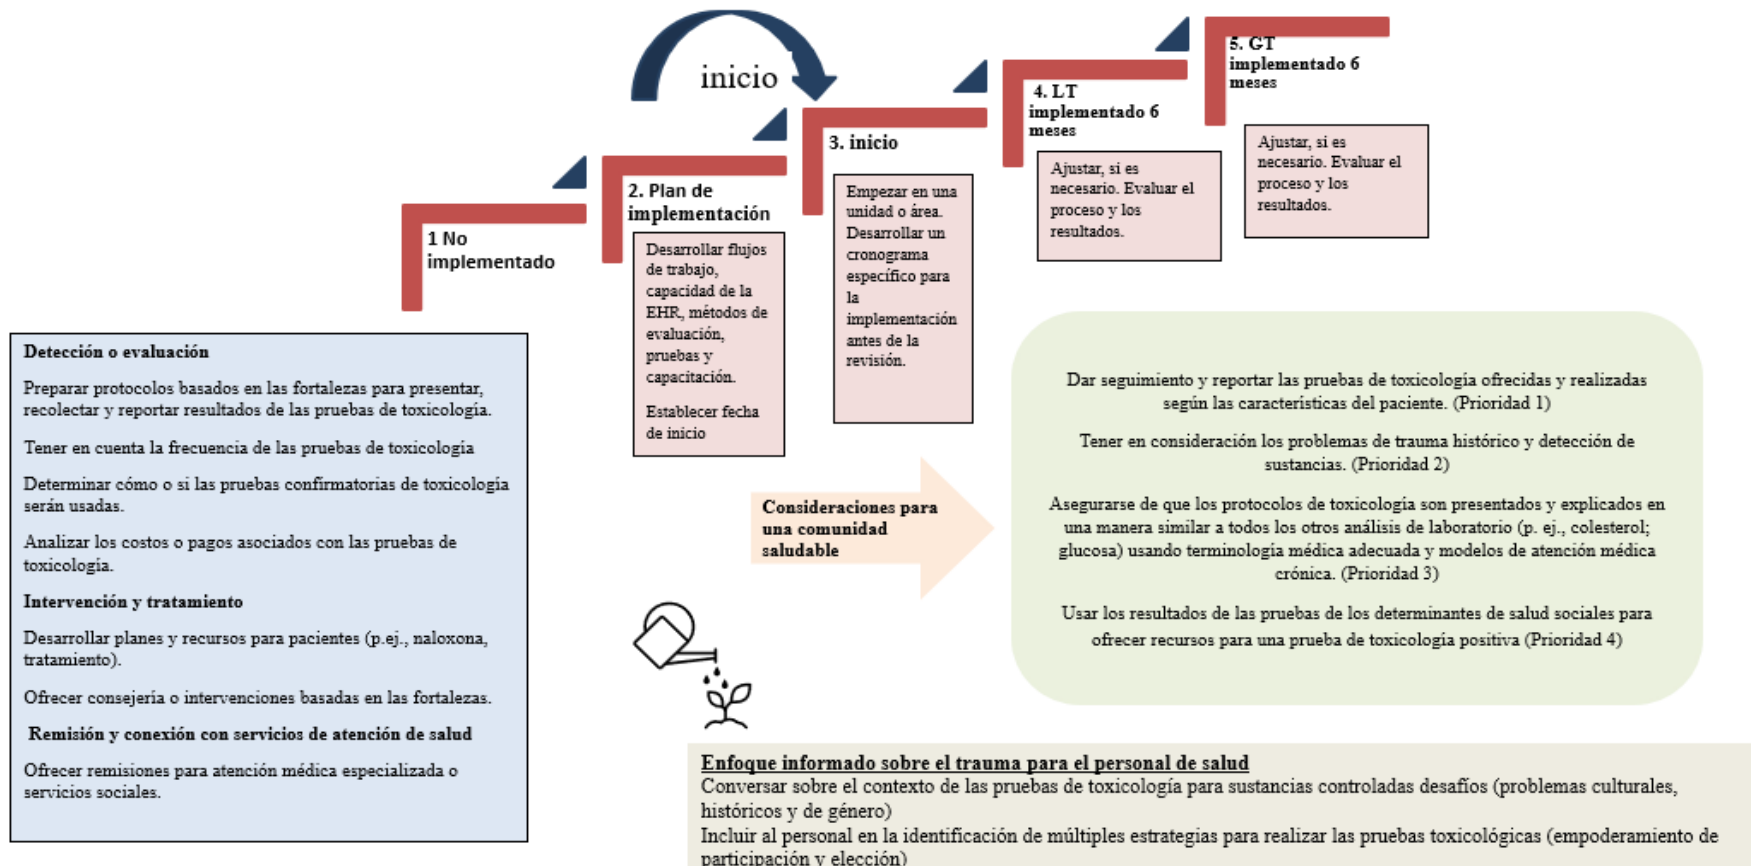 inicio
1 No
implementado
2. Plan de
implementación
Desarrollar flujos
de trabajo,
capacidad de la
EHR, métodos de
evaluación,
pruebas y
capacitación.
Establecer fecha
de inicio
3. inicio
Empezar en una
unidad o área.
Desarrollar un
cronograma
específico para
la
implementación
antes de la
revisión.
4. LT
implementado 6
meses
Ajustar, si es
necesario. Evaluar el
proceso y los
resultados.
5. GT
implementado 6
meses
Ajustar, si es
necesario. Evaluar el
proceso y los
resultados.
Detección o evaluación
Preparar protocolos basados en las fortalezas para presentar,
recolectar y reportar resultados de las pruebas de toxicología.
Tener en cuenta la frecuencia de las pruebas de toxicología
Determinar cómo o si las pruebas confirmatorias de toxicología
serán usadas.
Analizar los costos o pagos asociados con las pruebas de
toxicología.
Intervención y tratamiento
Desarrollar planes y recursos para pacientes (p.ej., naloxona,
tratamiento).
Ofrecer consejería o intervenciones basadas en las fortalezas.
Remisión y conexión con servicios de atención de salud
Ofrecer remisiones para atención médica especializada o
servicios sociales.
Consideraciones para
una comunidad
saludable
Dar seguimiento y reportar las pruebas de toxicología ofrecidas y realizadas
según las características del paciente. (Prioridad 1)
Tener en consideración los problemas de trauma histórico y detección de
sustancias. (Prioridad 2)
Asegurarse de que los protocolos de toxicología son presentados y explicados en
una manera similar a todos los otros análisis de laboratorio (p. ej., colesterol;
glucosa) usando terminología médica adecuada y modelos de atención médica
crónica. (Prioridad 3)
Usar los resultados de las pruebas de los determinantes de salud sociales para
ofrecer recursos para una prueba de toxicología positiva (Prioridad 4)
Enfoque informado sobre el trauma para el personal de salud
Conversar sobre el contexto de las pruebas de toxicología para sustancias controladas desafíos (problemas culturales,
históricos y de género)
Incluir al personal en la identificación de múltiples estrategias para realizar las pruebas toxicológicas (empoderamiento de
participación y elección)